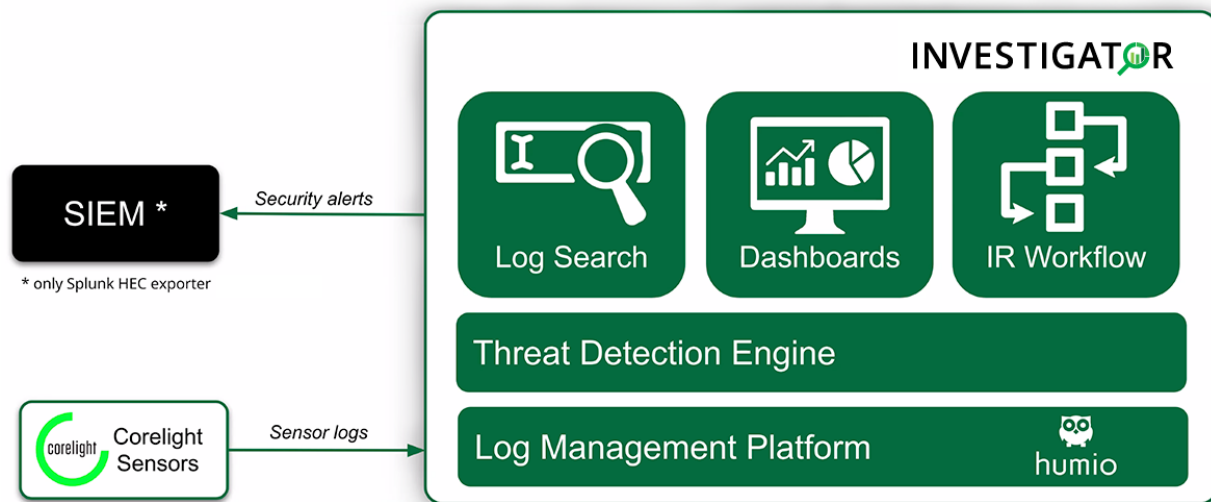 INVESTIGATOR
Log Search
Dashboards
IR Workflow
SIEM *
Security alerts
* only Splunk HEC exporter
Threat Detection Engine
corelight
Corelight
Sensors
Sensor logs
Log Management Platform
humio